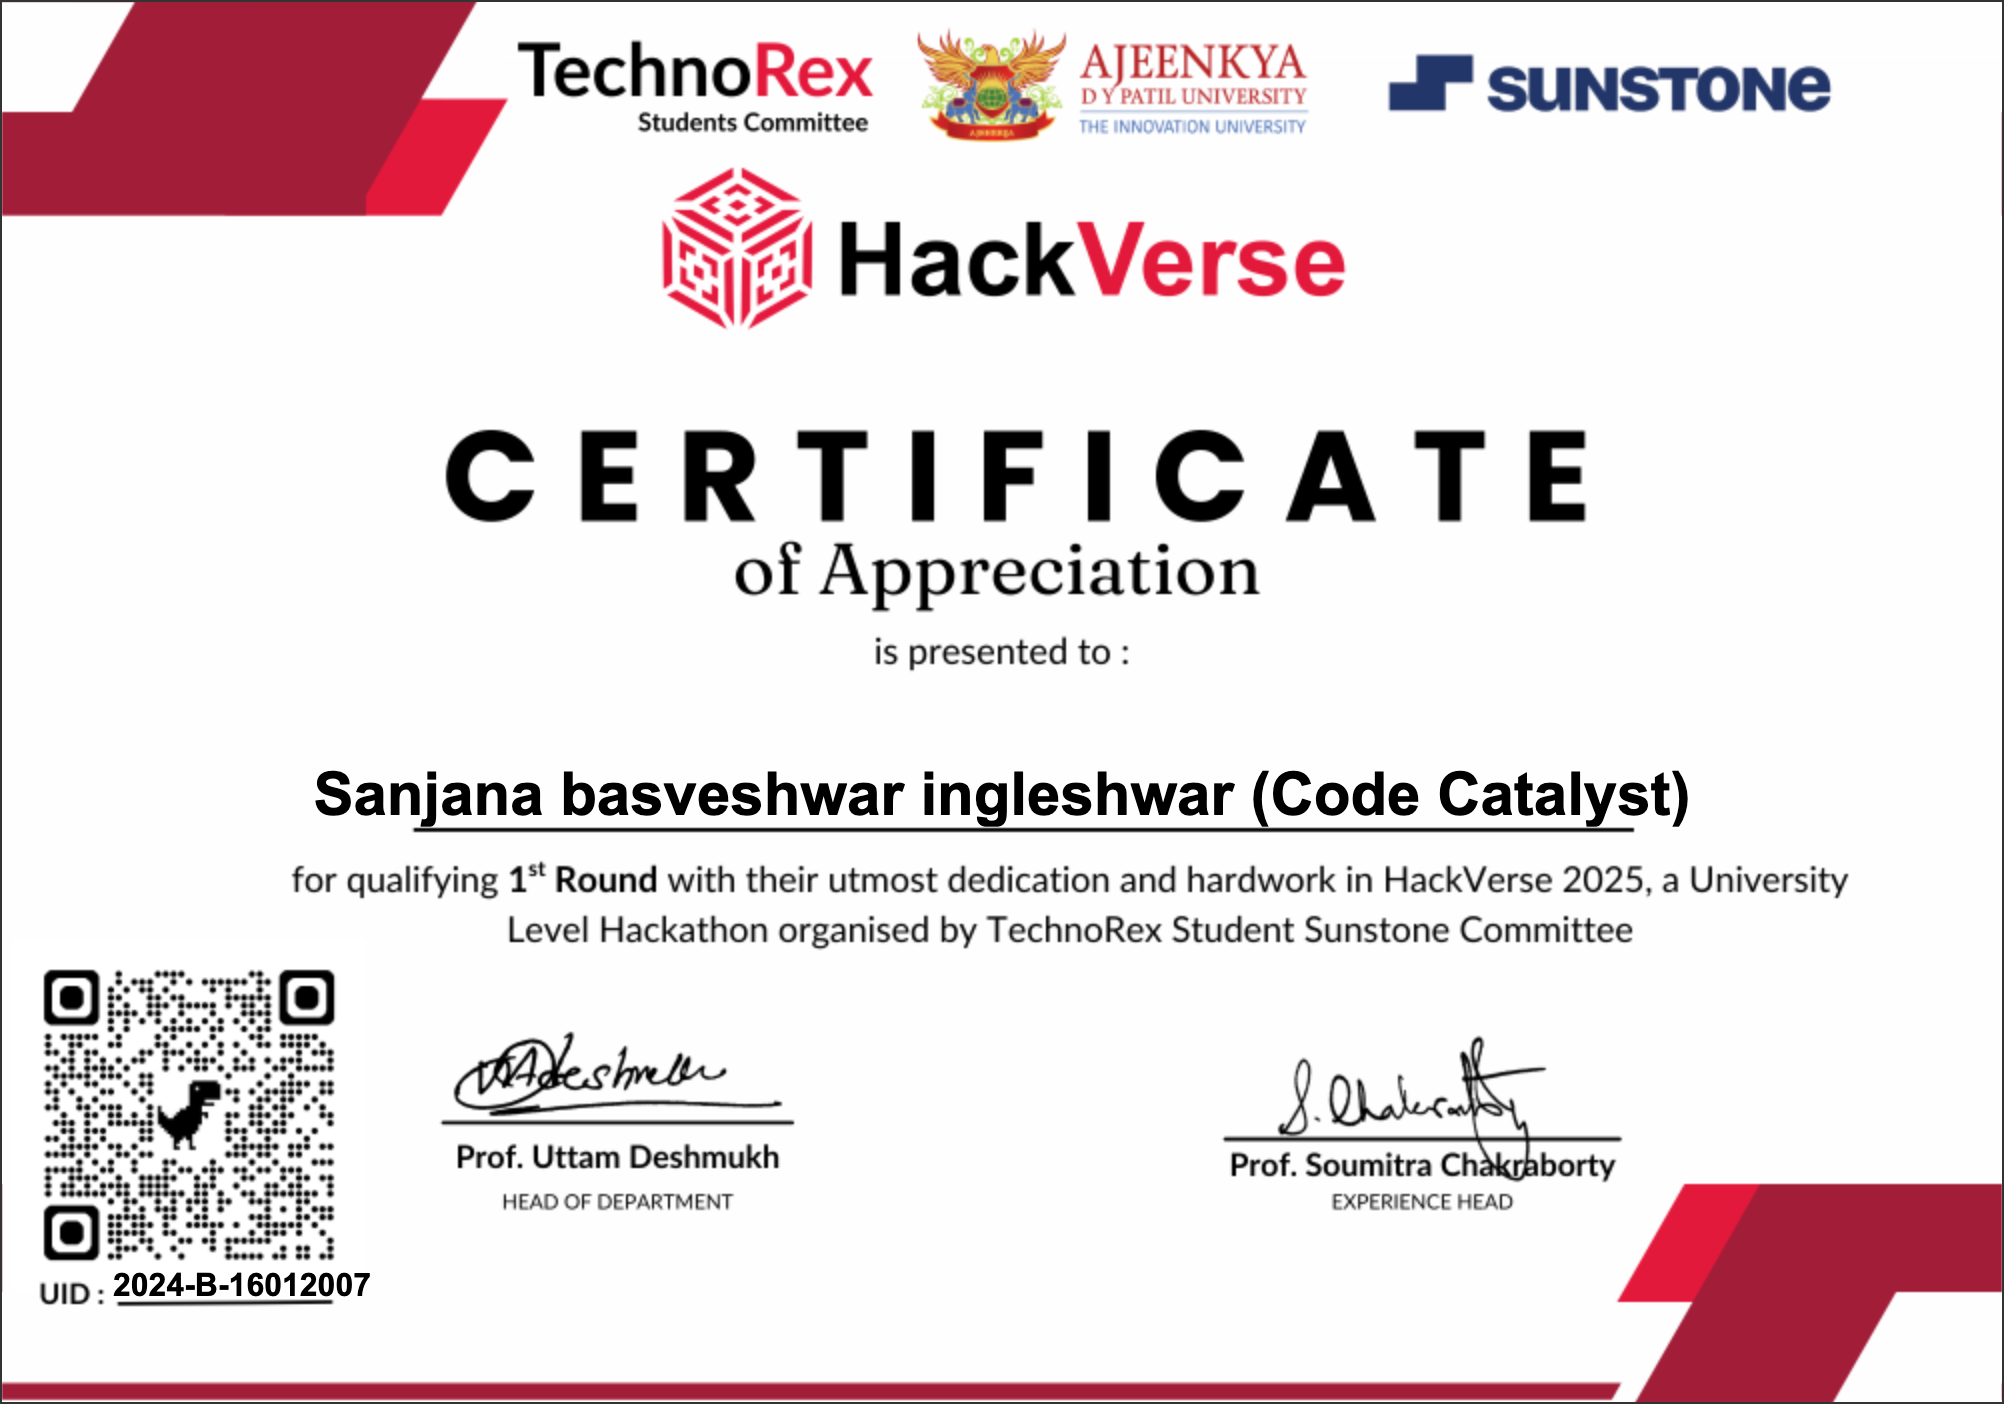 TechnoRex
Students Committee
AJEENKYA
D Y PATIL UNIVERSITY
THE INNOVATION UNIVERSITY
SUNSTONE
HackVerse
CERTIFICATE
of Appreciation
is presented to :
Sanjana basveshwar ingleshwar (Code Catalyst)
for qualifying 1st Round with their utmost dedication and hardwork in HackVerse 2025, a University
Level Hackathon organised by TechnoRex Student Sunstone Committee
S. Chakraborty
Prof. Uttam Deshmukh
HEAD OF DEPARTMENT
Prof. Soumitra Chakraborty
EXPERIENCE HEAD
UID : 2024-B-16012007